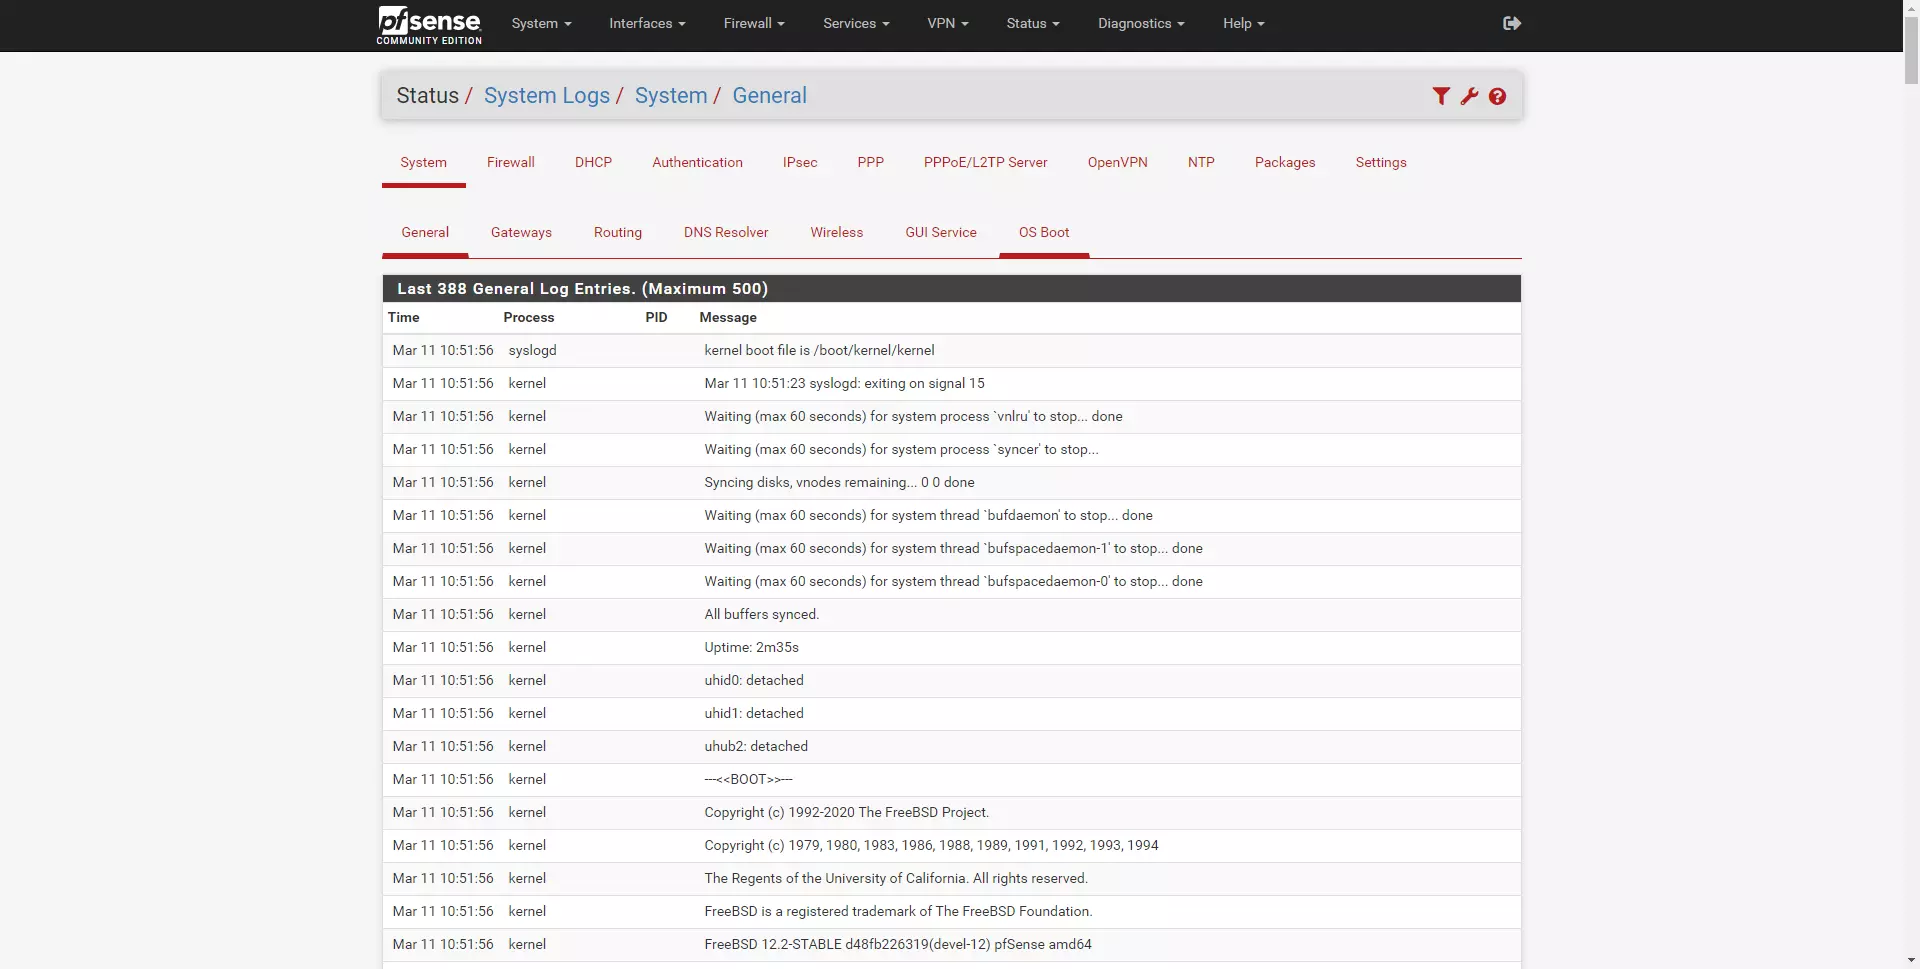 pfsense System Interfaces Firewall Services VPN Status Diagnostics Help
COMMUNITY EDITION
Status / System Logs / System / General
System Firewall DHCP Authentication IPsec PPP PPPoE/L2TP Server OpenVPN NTP Packages Settings
General Gateways Routing DNS Resolver Wireless GUI Service OS Boot
Last 388 General Log Entries. (Maximum 500)
Time Process PID Message
Mar 11 10:51:56 syslogd kernel boot file is /boot/kernel/kernel
Mar 11 10:51:56 kernel Mar 11 10:51:23 syslogd: exiting on signal 15
Mar 11 10:51:56 kernel Waiting (max 60 seconds) for system process `vnlru' to stop... done
Mar 11 10:51:56 kernel Waiting (max 60 seconds) for system process `syncer' to stop...
Mar 11 10:51:56 kernel Syncing disks, vnodes remaining... 0 0 done
Mar 11 10:51:56 kernel Waiting (max 60 seconds) for system thread `bufdaemon' to stop... done
Mar 11 10:51:56 kernel Waiting (max 60 seconds) for system thread `bufspacedaemon-1' to stop... done
Mar 11 10:51:56 kernel Waiting (max 60 seconds) for system thread `bufspacedaemon-0' to stop... done
Mar 11 10:51:56 kernel All buffers synced.
Mar 11 10:51:56 kernel Uptime: 2m35s
Mar 11 10:51:56 kernel uhid0: detached
Mar 11 10:51:56 kernel uhid1: detached
Mar 11 10:51:56 kernel uhub2: detached
Mar 11 10:51:56 kernel ---<<BOOT>>---
Mar 11 10:51:56 kernel Copyright (c) 1992-2020 The FreeBSD Project.
Mar 11 10:51:56 kernel Copyright (c) 1979, 1980, 1983, 1986, 1988, 1989, 1991, 1992, 1993, 1994
Mar 11 10:51:56 kernel The Regents of the University of California. All rights reserved.
Mar 11 10:51:56 kernel FreeBSD is a registered trademark of The FreeBSD Foundation.
Mar 11 10:51:56 kernel FreeBSD 12.2-STABLE d48fb226319(devel-12) pfSense amd64